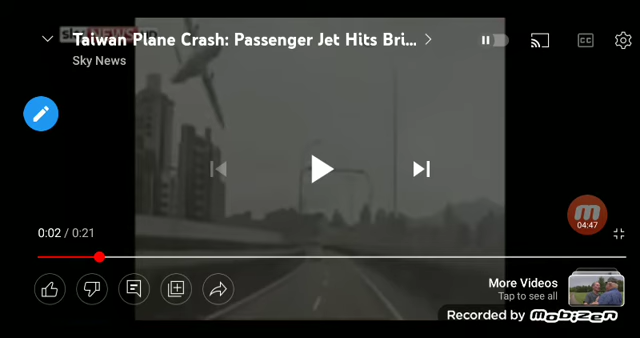 Taiwan Plane Crash: Passenger Jet Hits Bri...
Sky News
CC
04:47
0:02 / 0:21
More Videos
Tap to see all
Recorded by Mobizen